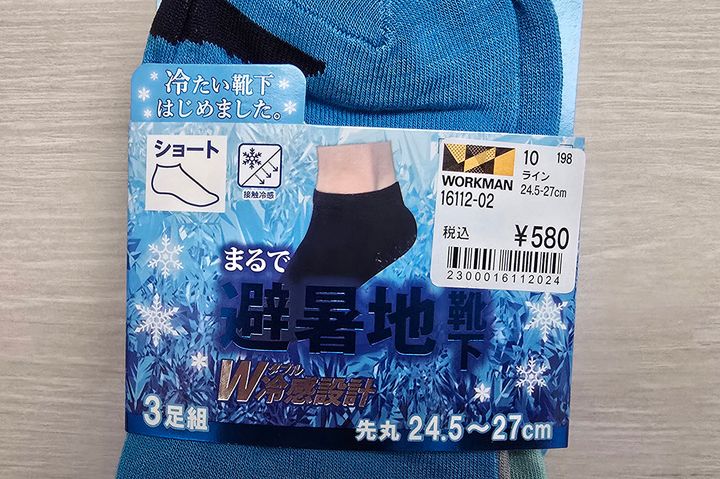 冷たい靴下
はじめました。
ショート
接触冷感
WORKMAN
10 198
ライン
24.5-27cm
16112-02
税込 ¥580
2300016112024
まるで
避暑地靴下
ダブル
W冷感設計
3足組
先丸 24.5～27cm